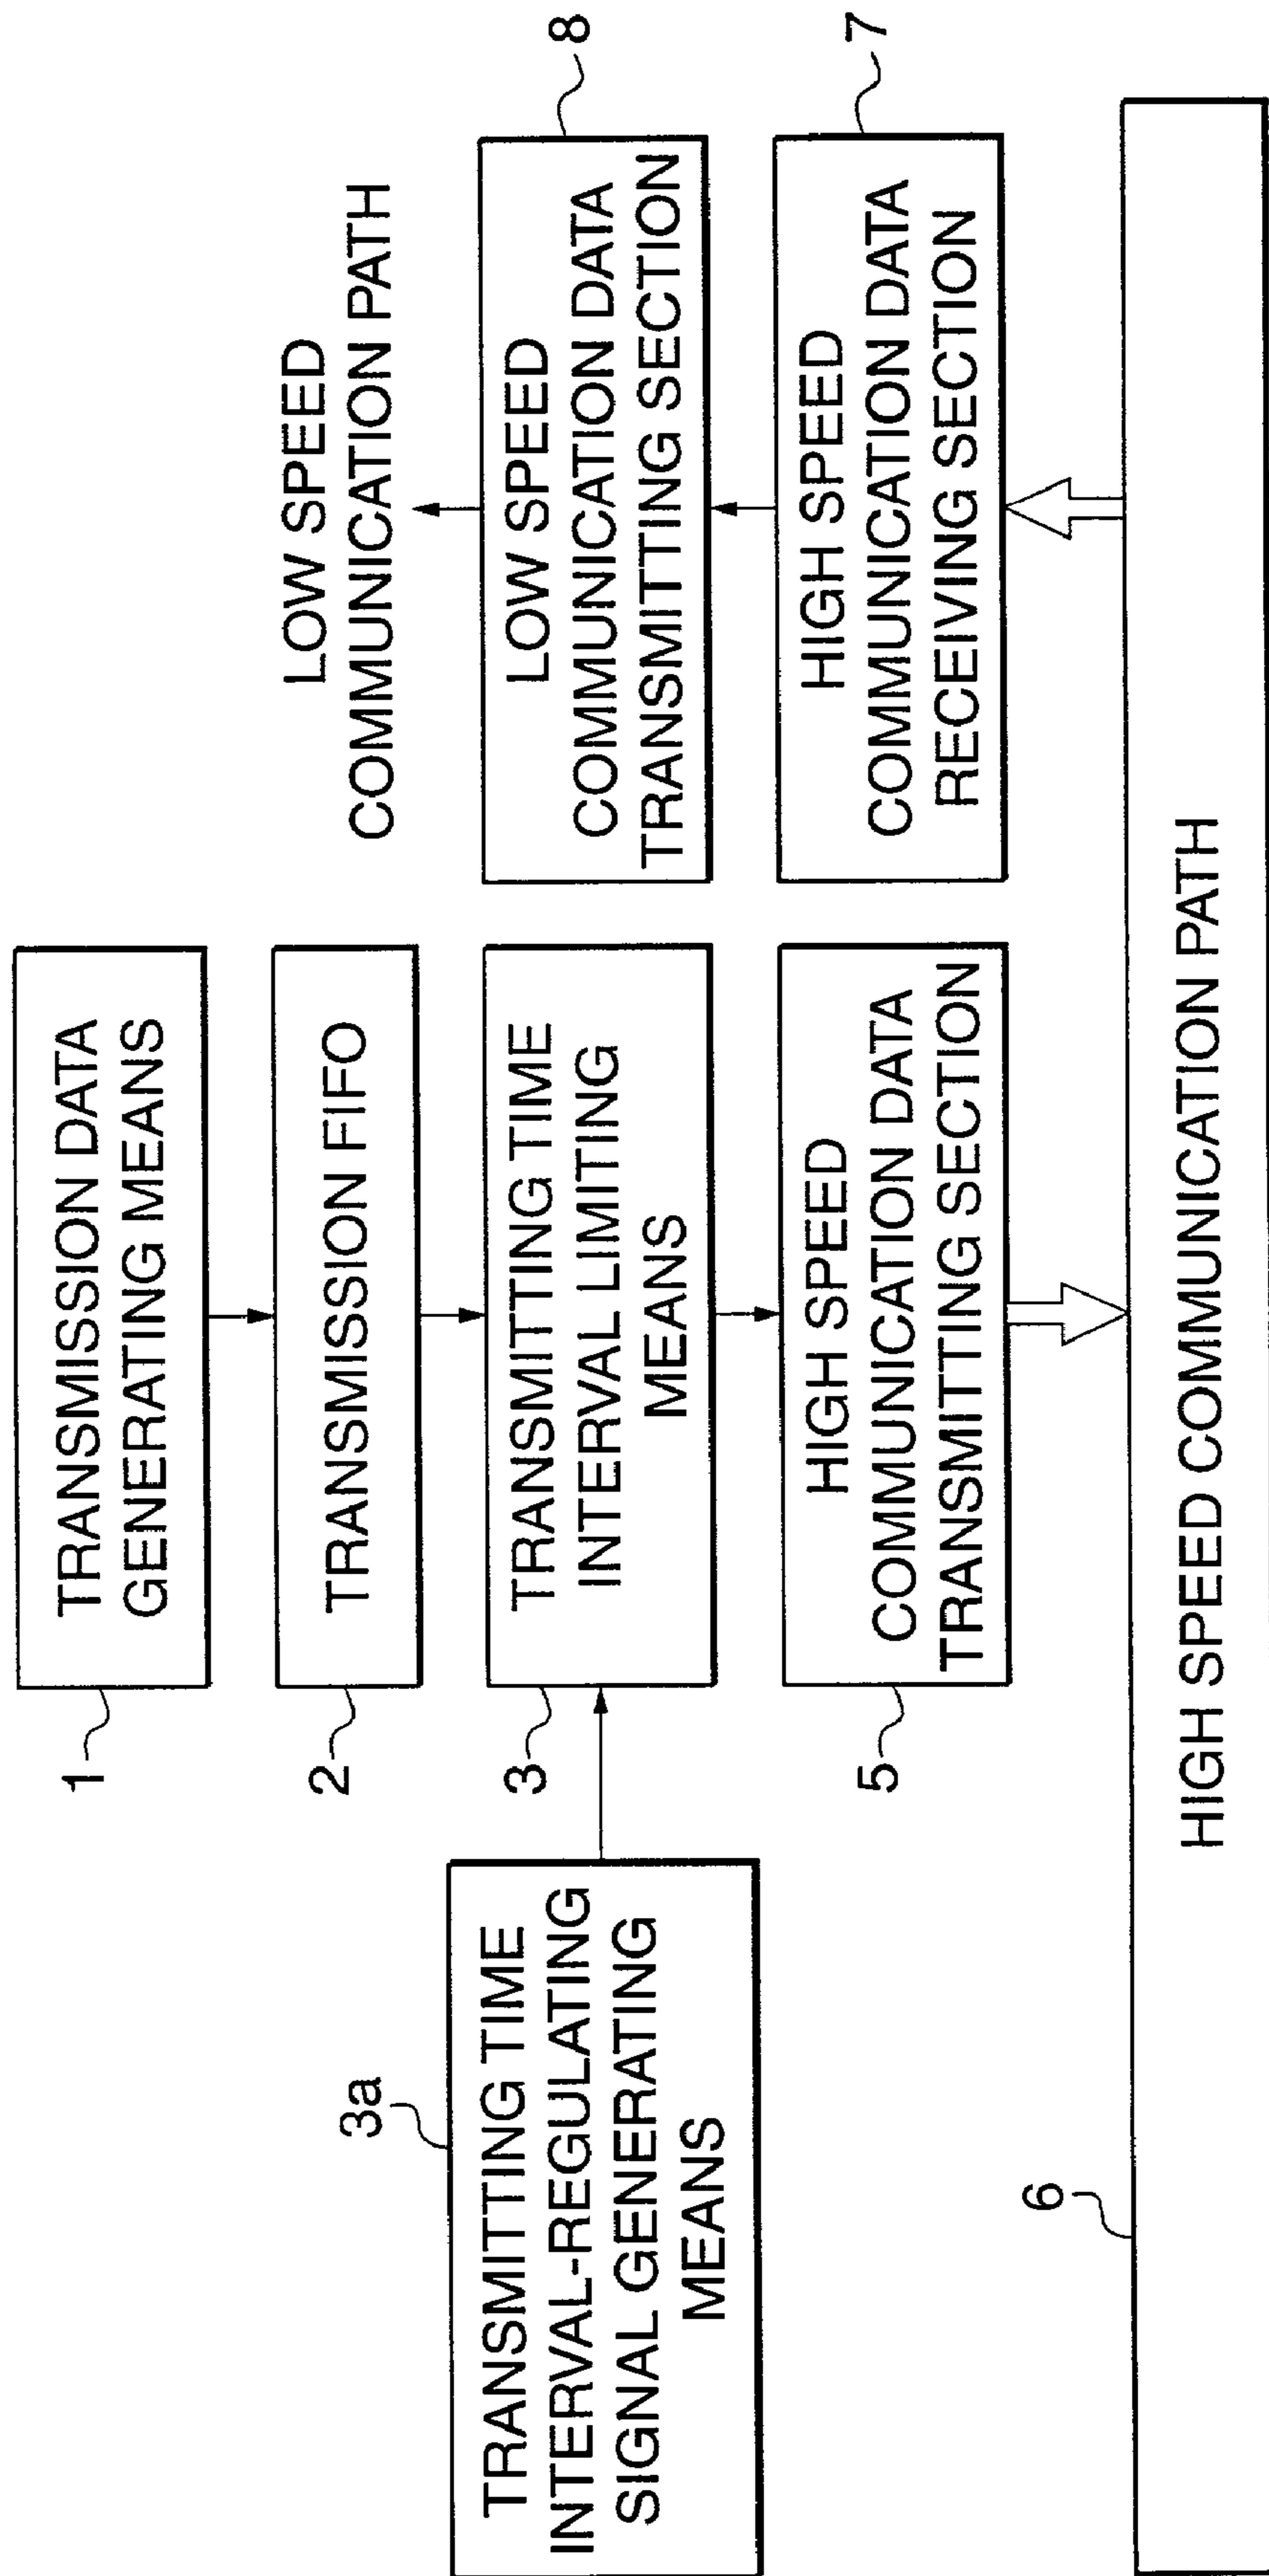 TRANSMISSION DATA
GENERATING MEANS
1
TRANSMISSION FIFO
2
TRANSMITTING TIME
INTERVAL LIMITING
MEANS
3
TRANSMITTING TIME
INTERVAL-REGULATING
SIGNAL GENERATING
MEANS
3a
HIGH SPEED
COMMUNICATION DATA
TRANSMITTING SECTION
5
HIGH SPEED COMMUNICATION PATH
6
HIGH SPEED
COMMUNICATION DATA
RECEIVING SECTION
7
LOW SPEED
COMMUNICATION DATA
TRANSMITTING SECTION
8
LOW SPEED
COMMUNICATION PATH